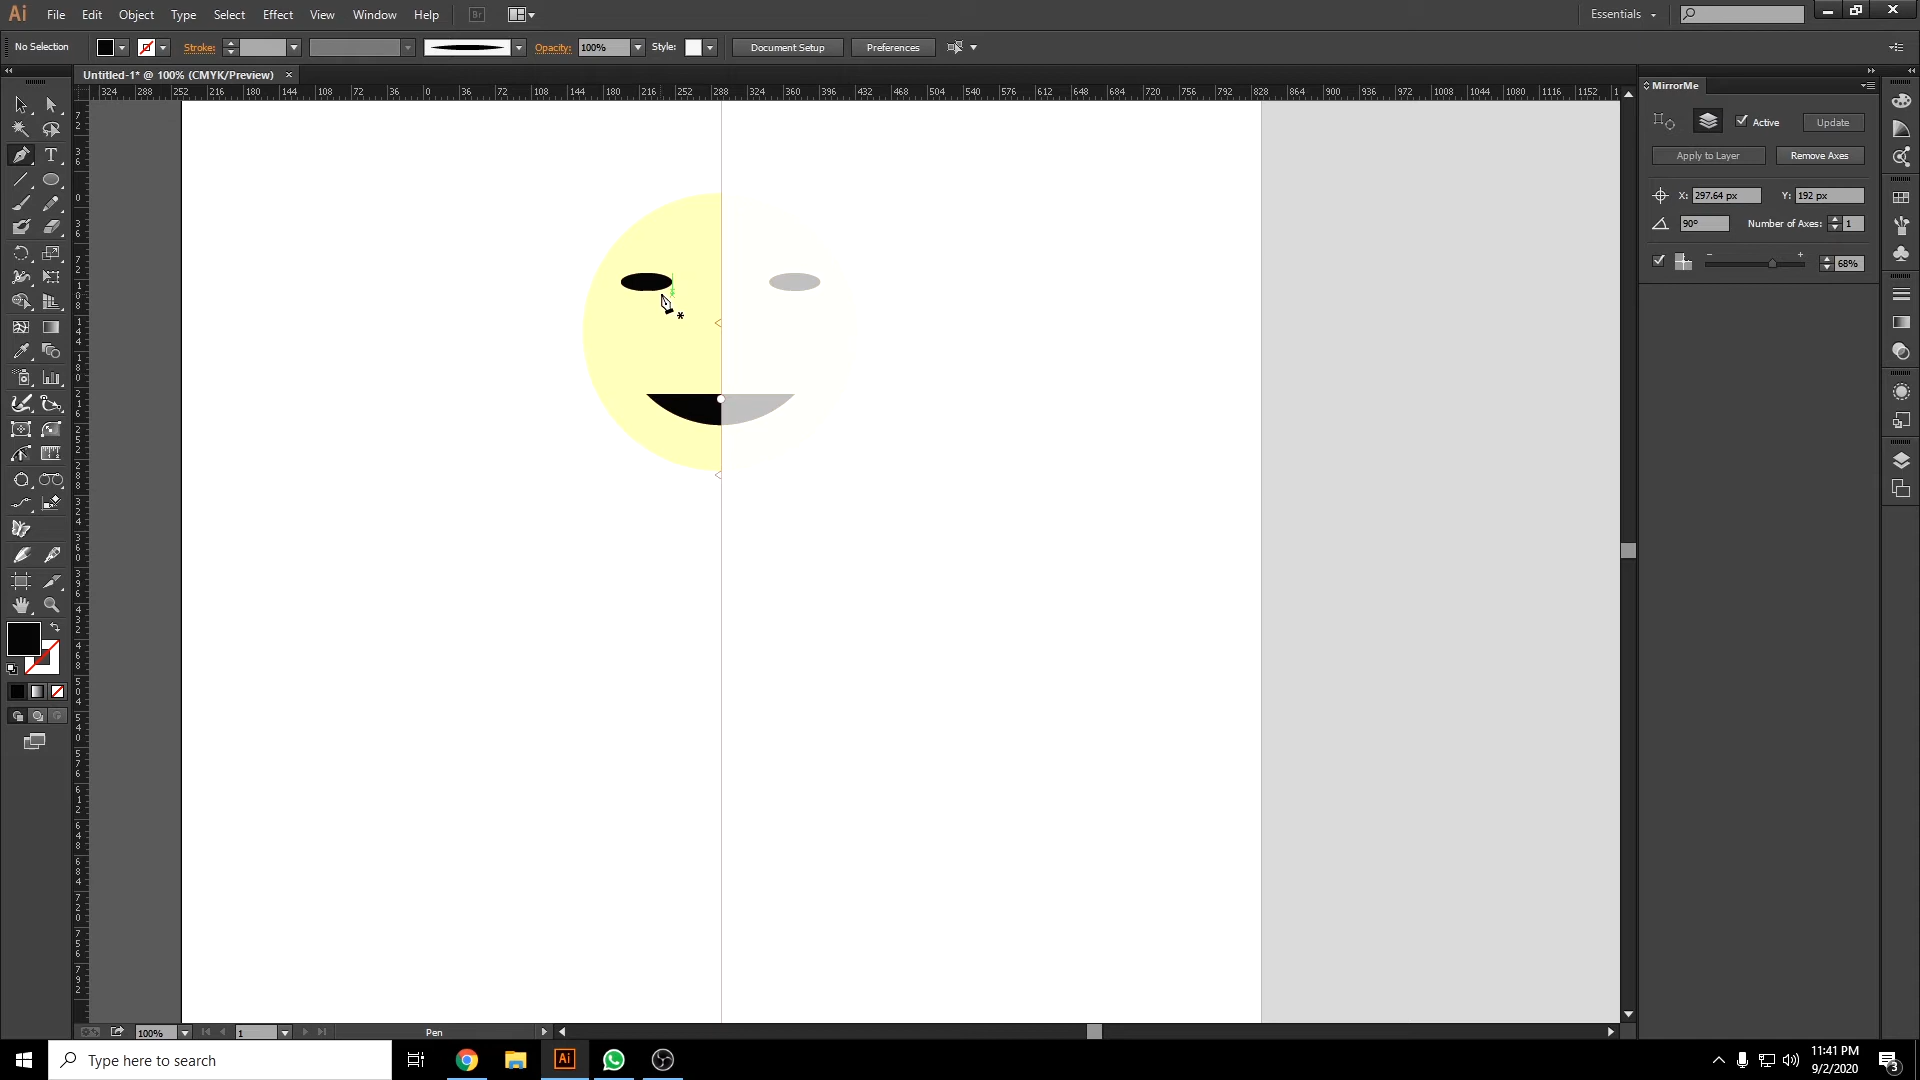 Ai File Edit Object Type Select Effect View Window Help Br Essentials
No Selection Stroke: Opacity: 100% Style: Document Setup Preferences
Untitled-1* @ 100% (CMYK/Preview) ×
324 288 252 216 180 144 108 72 36 0 36 72 108 144 180 216 252 288 324 360 396 432 468 504 540 576 612 648 684 720 756 792 828 864 900 936 972 1008 1044 1080 1116 1152
MirrorMe
Active Update
Apply to Layer Remove Axes
X: 297.64 px Y: 192 px
90° Number of Axes: 1
68%
100% 1 Pen
Type here to search
11:41 PM
9/2/2020
3